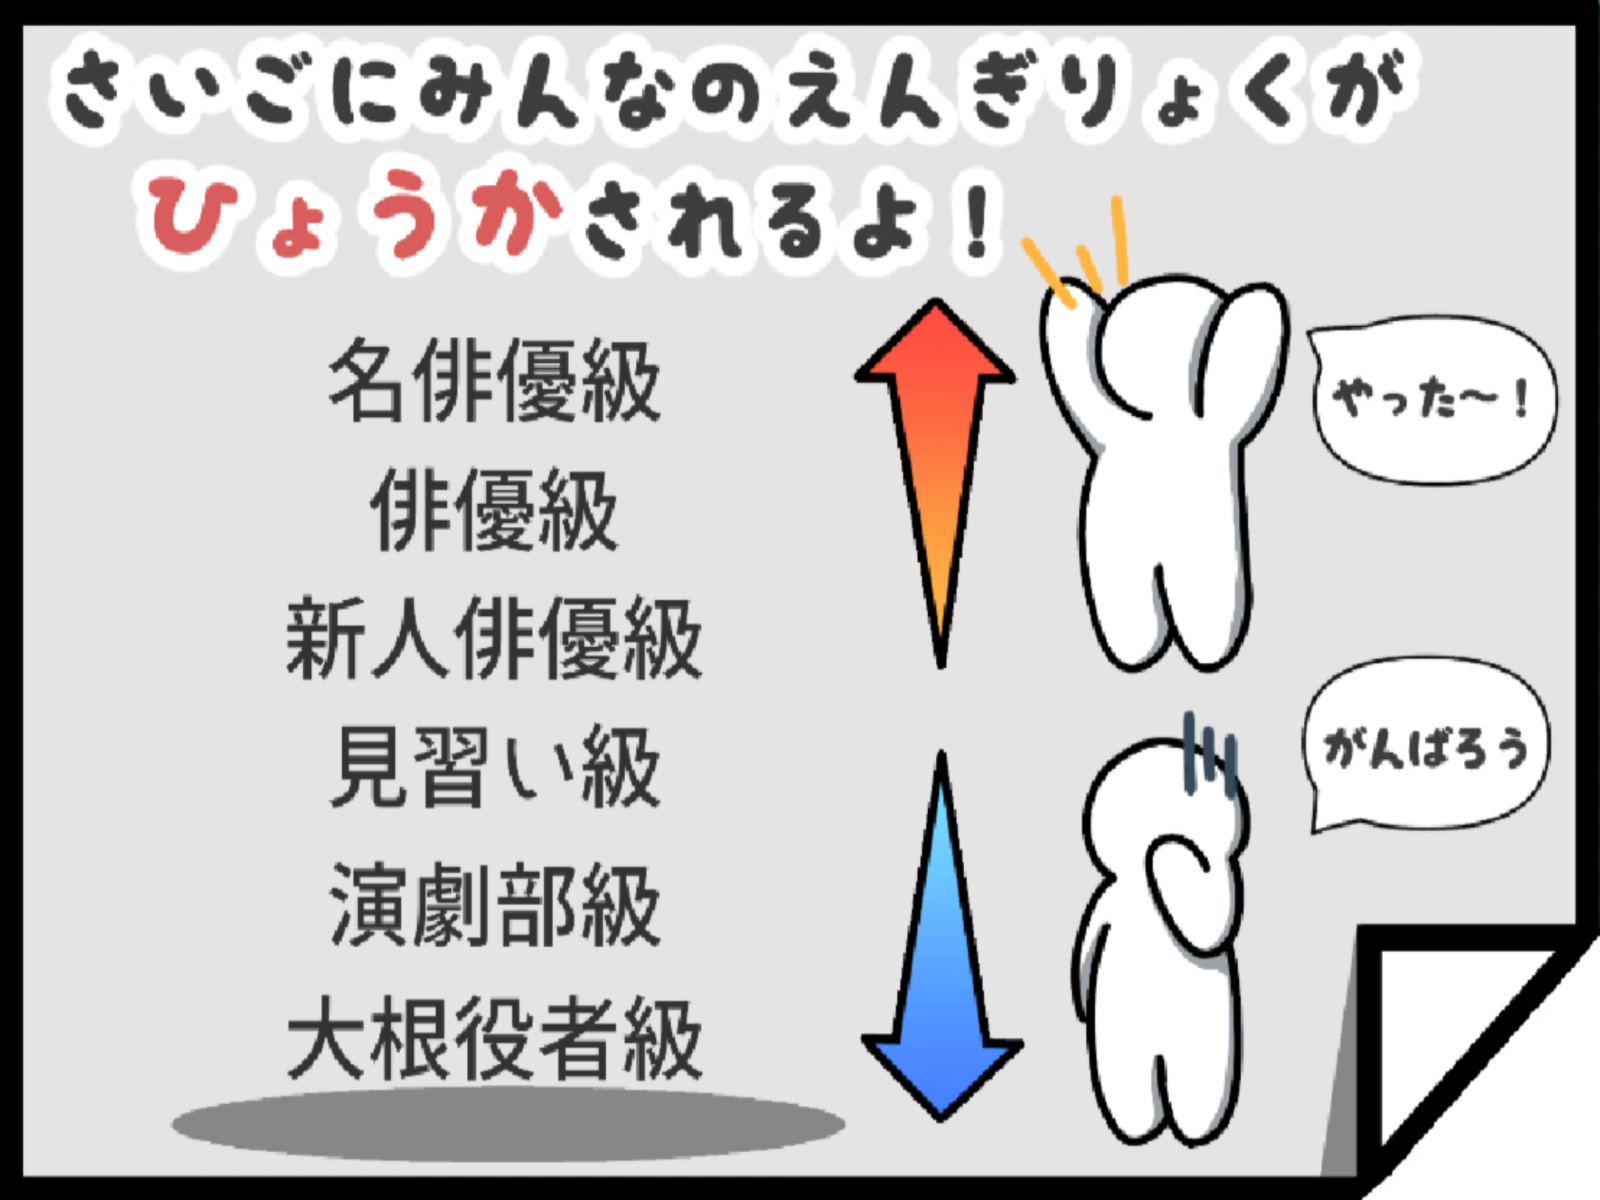 さいごにみんなのえんぎりょくが
ひょうかされるよ！
名俳優級
やった〜！
俳優級
新人俳優級
見習い級
がんばろう
演劇部級
大根役者級